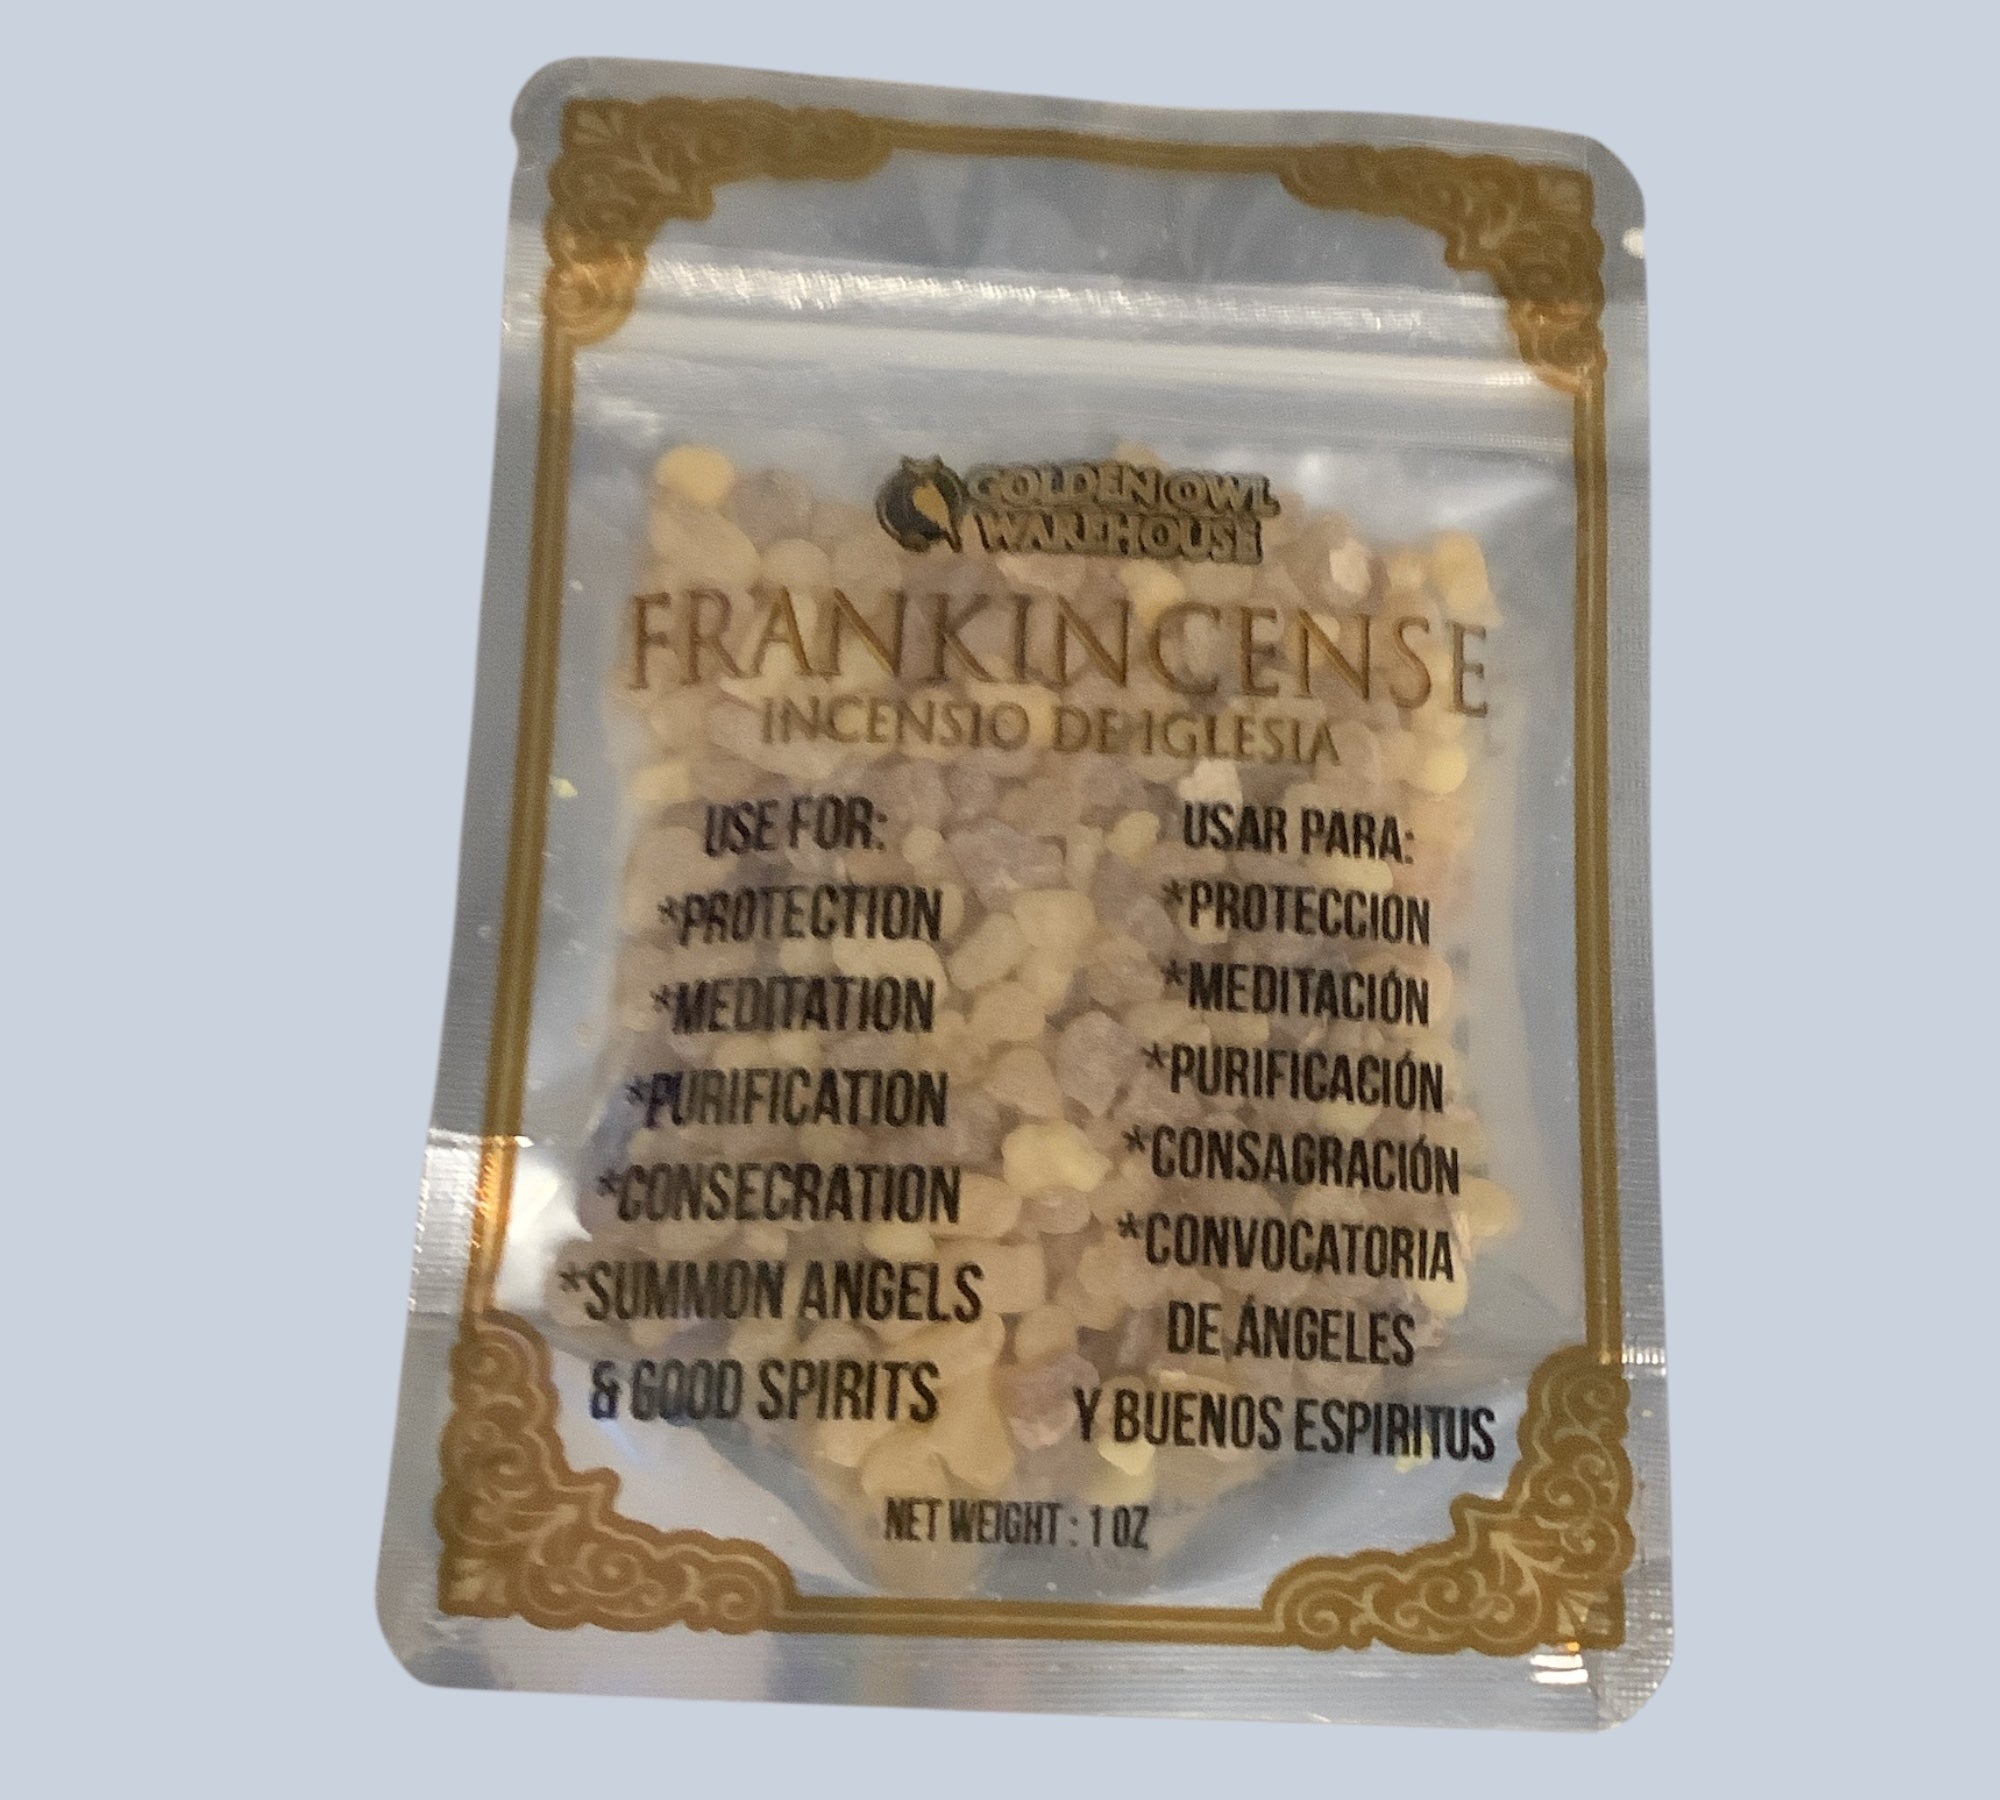 GOLDEN OWL
WAREHOUSE
FRANKINCENSE
INCENSIO DE IGLESIA
USE FOR:
*PROTECTION
*MEDITATION
*PURIFICATION
*CONSECRATION
*SUMMON ANGELS
& GOOD SPIRITS
USAR PARA:
*PROTECCION
*MEDITACIÓN
*PURIFICACIÓN
*CONSAGRACIÓN
*CONVOCATORIA
DE ÁNGELES
Y BUENOS ESPIRITUS
NET WEIGHT : 1 OZ